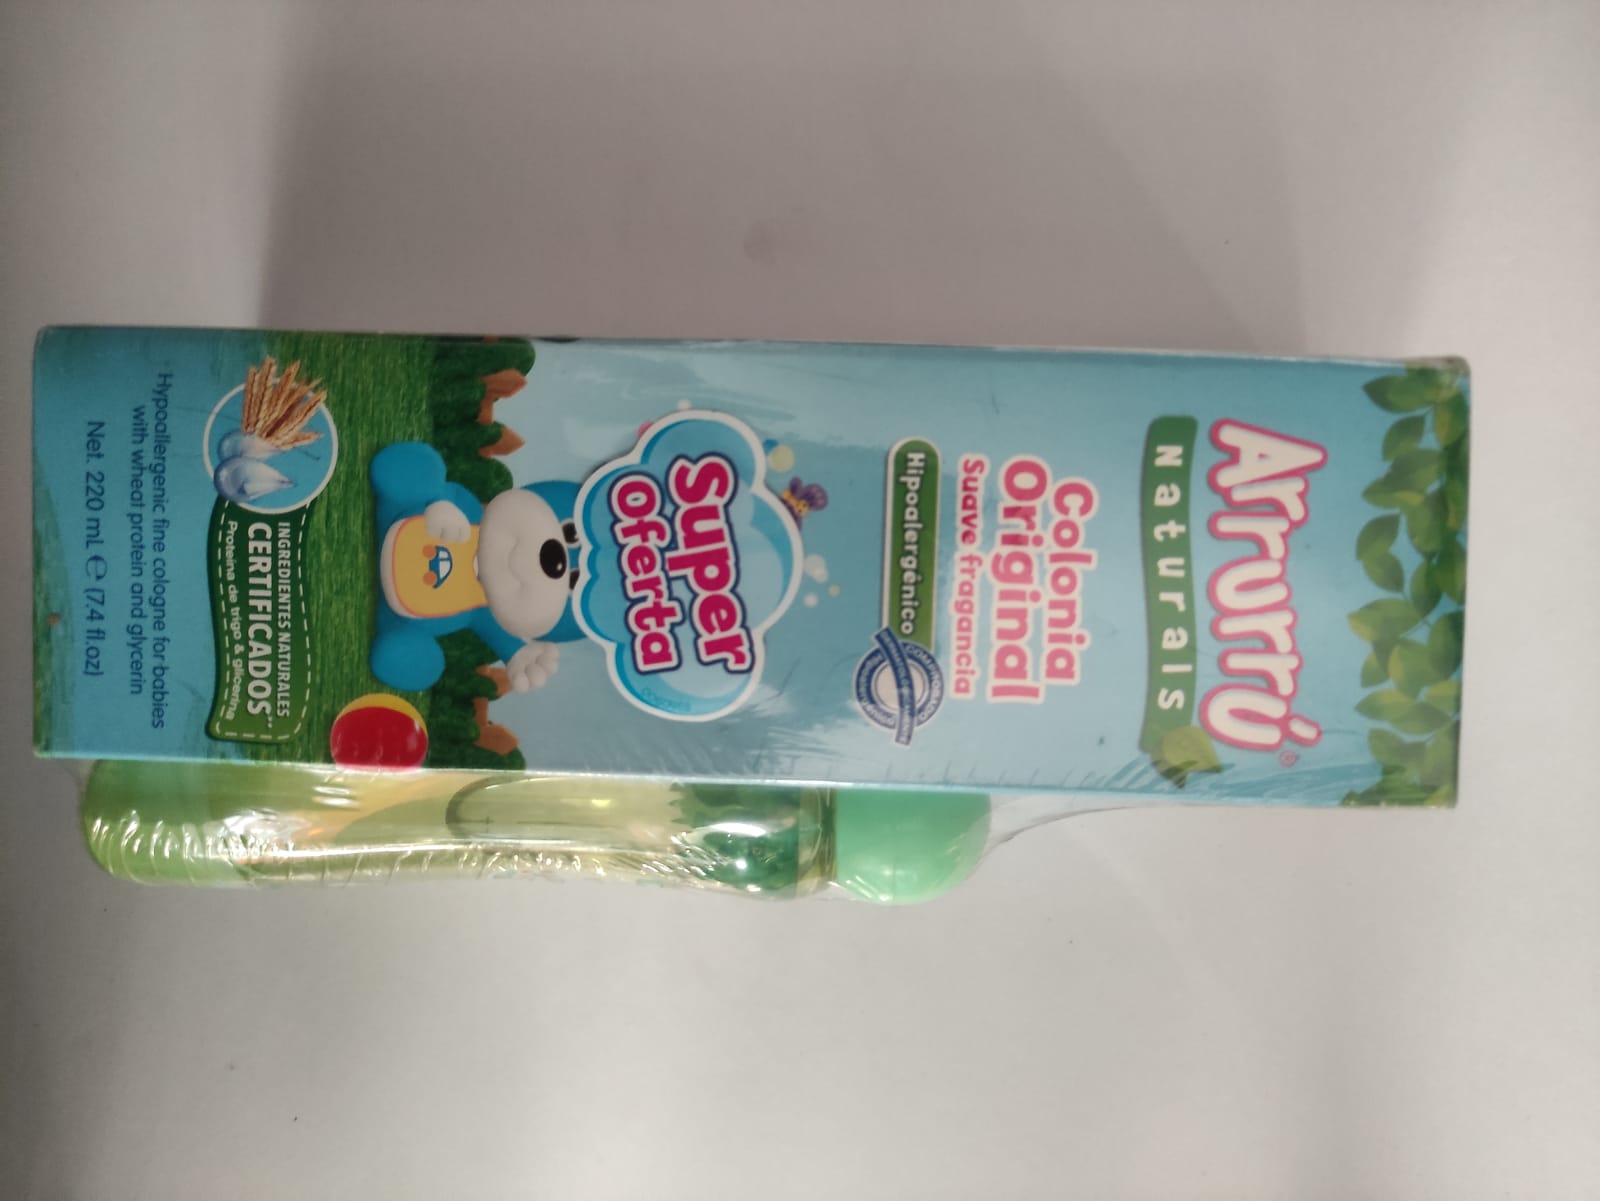 Arrurrú®
Naturals
Colonia
Original
Suave fragancia
Hipoalergénico
COMPROBADO
Super
Oferta
INGREDIENTES NATURALES
CERTIFICADOS**
Proteína de trigo & glicerina
*Hypoallergenic fine cologne for babies
with wheat protein and glycerin
Net. 220 mL ℮ (7.4 fl.oz)